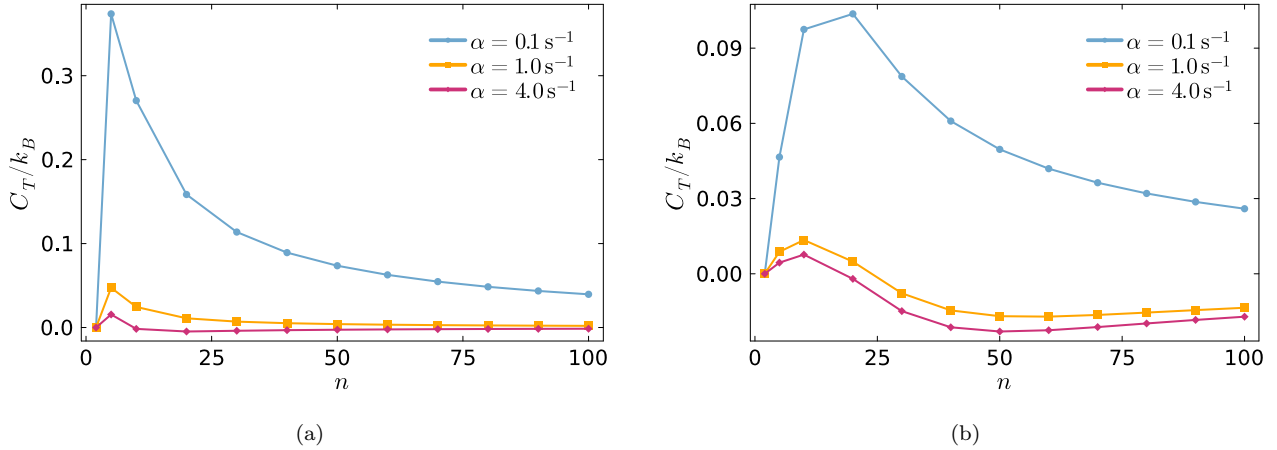 C_T/k_B
0.3
0.2
0.1
0.0
0 25 50 75 100
n
α = 0.1 s⁻¹
α = 1.0 s⁻¹
α = 4.0 s⁻¹
(a)
C_T/k_B
0.09
0.06
0.03
0.00
0 25 50 75 100
n
α = 0.1 s⁻¹
α = 1.0 s⁻¹
α = 4.0 s⁻¹
(b)